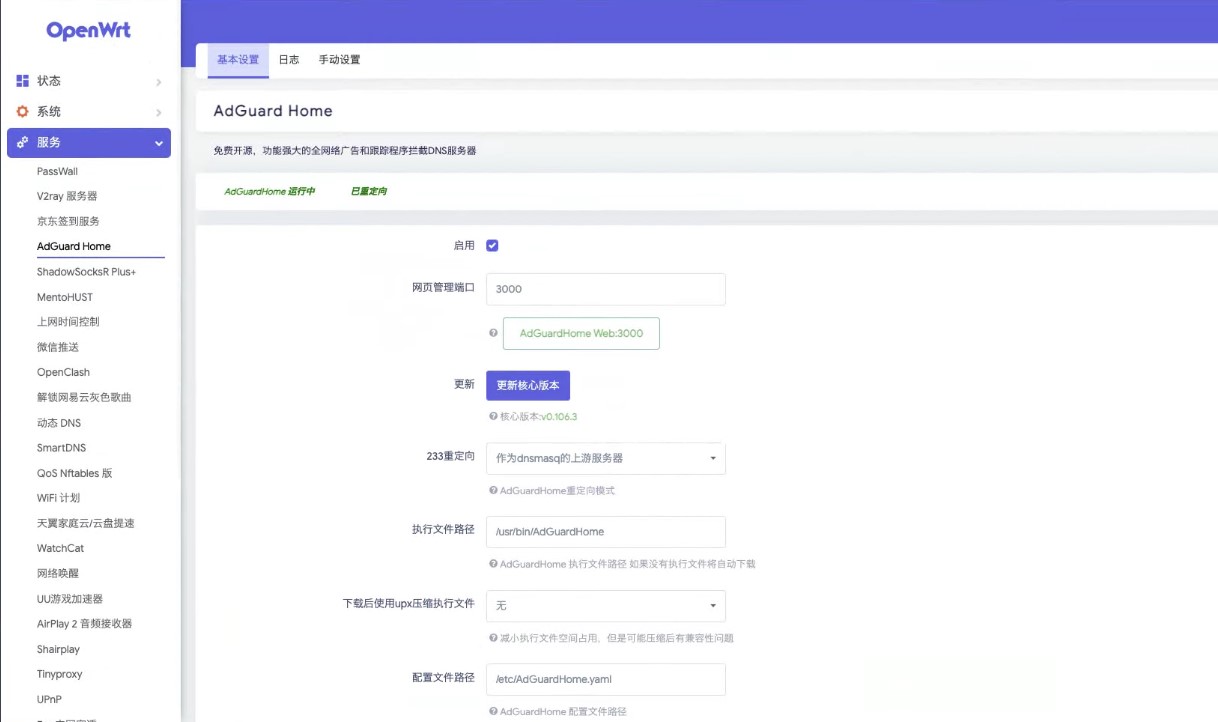 OpenWrt
状态
系统
服务
PassWall
V2ray 服务器
京东签到服务
AdGuard Home
ShadowSocksR Plus+
MentoHUST
上网时间控制
微信推送
OpenClash
解锁网易云灰色歌曲
动态 DNS
SmartDNS
QoS Nftables 版
WiFi 计划
天翼家庭云/云盘提速
WatchCat
网络唤醒
UU游戏加速器
AirPlay 2 音频接收器
Shairplay
Tinyproxy
UPnP
基本设置 日志 手动设置
AdGuard Home
免费开源，功能强大的全网络广告和跟踪程序拦截DNS服务器
AdGuardHome 运行中 已重定向
启用
网页管理端口 3000
AdGuardHome Web:3000
更新 更新核心版本
核心版本:v0.106.3
233重定向 作为dnsmasq的上游服务器
AdGuardHome重定向模式
执行文件路径 /usr/bin/AdGuardHome
AdGuardHome 执行文件路径 如果没有执行文件将自动下载
下载后使用upx压缩执行文件 无
减小执行文件空间占用，但是可能压缩后有兼容性问题
配置文件路径 /etc/AdGuardHome.yaml
AdGuardHome 配置文件路径